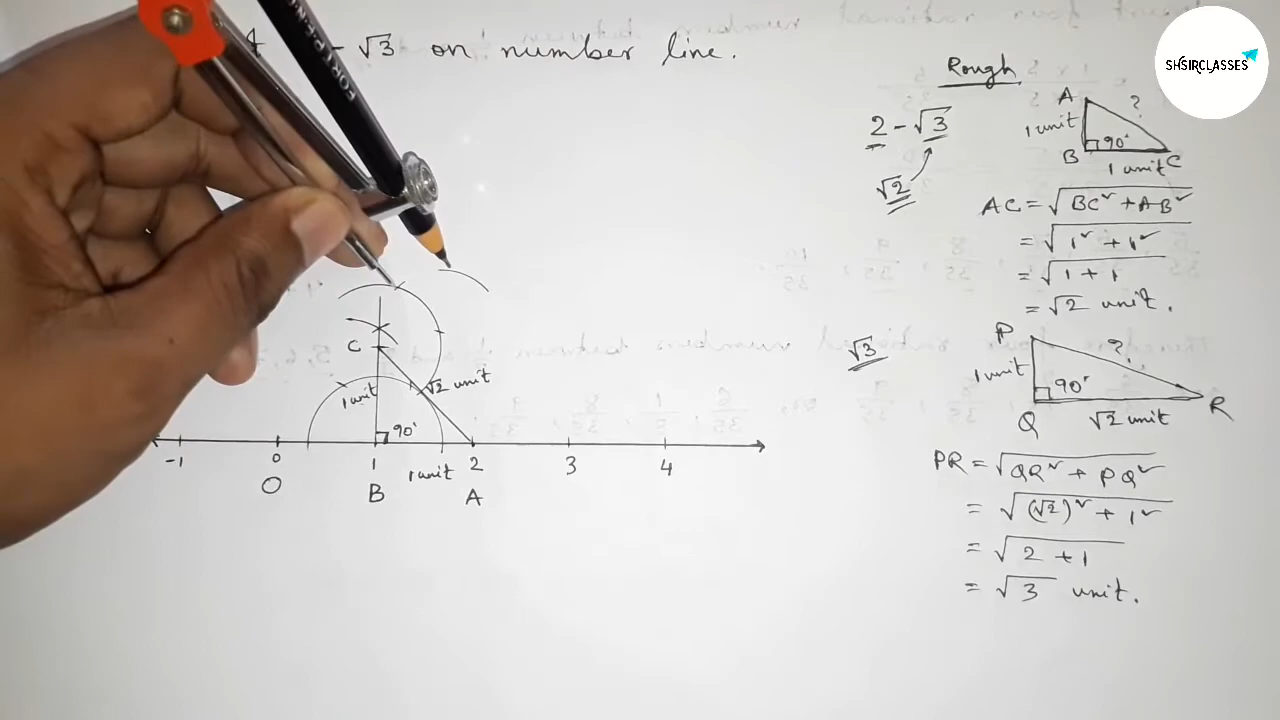 - √3 on number line.
SHSIRCLASSES
Rough
2 - √3
√2
A
?
1 unit
B
90°
1 unit C
AC = √BC² + AB²
= √1² + 1²
= √1 + 1
= √2 unit.
√3
P
?
1 unit
90°
Q
√2 unit
R
PR = √QR² + PQ²
= √(√2)² + 1²
= √2 + 1
= √3 unit.
C
1 unit
√2 unit
90°
-1 0 1 2 3 4
1 unit
O B A